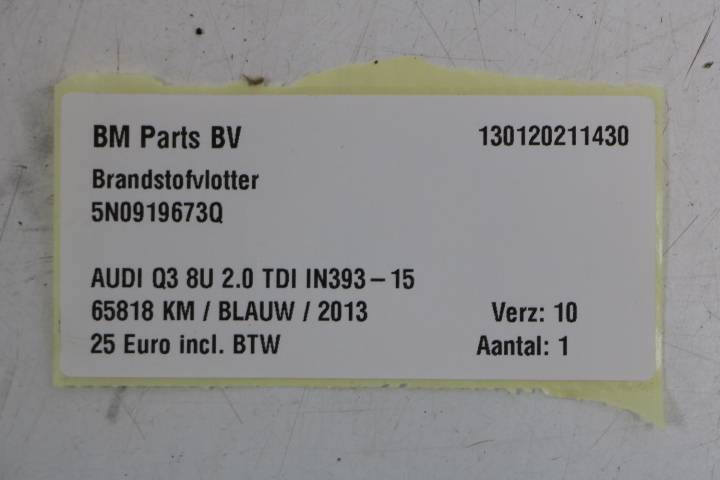 BM Parts BV 130120211430
Brandstofvlotter
5N0919673Q
AUDI Q3 8U 2.0 TDI IN393-15
65818 KM / BLAUW / 2013 Verz: 10
25 Euro incl. BTW Aantal: 1